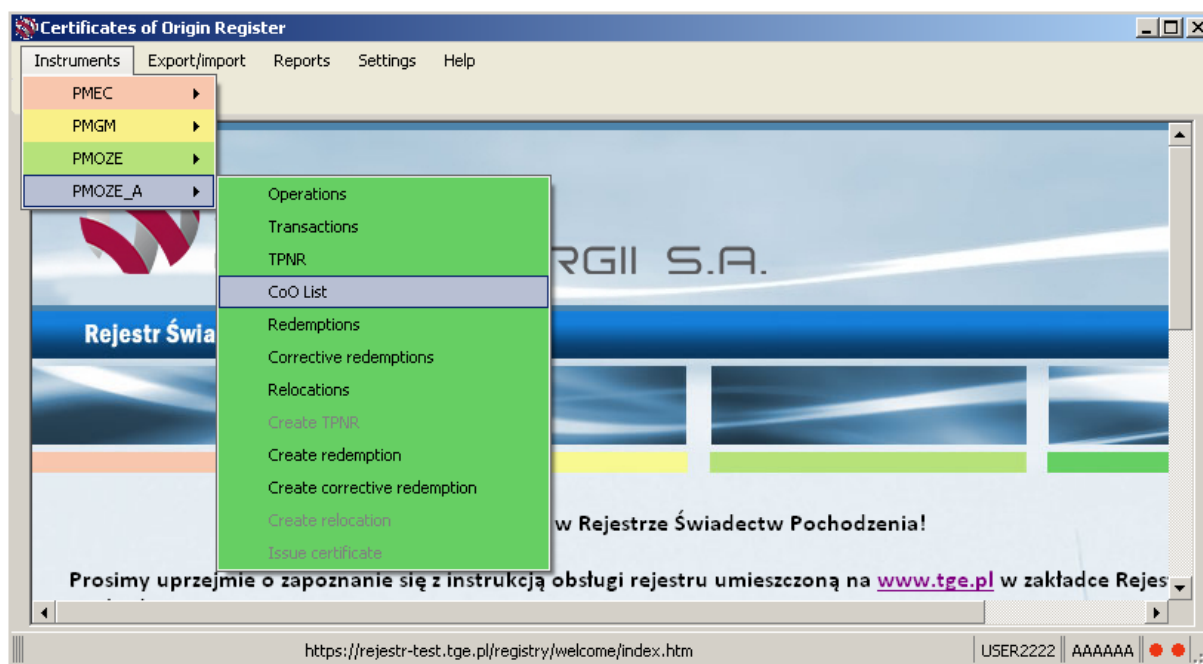 Certificates of Origin Register
Instruments Export/import Reports Settings Help
PMEC
PMGM
PMOZE
PMOZE_A
Operations
Transactions
TPNR
CoO List
Redemptions
Corrective redemptions
Relocations
Create TPNR
Create redemption
Create corrective redemption
Create relocation
Issue certificate
RGII S.A.
Rejestr Świa
w Rejestrze Świadectw Pochodzenia!
Prosimy uprzejmie o zapoznanie się z instrukcją obsługi rejestru umieszczoną na www.tge.pl w zakładce Rejes
https://rejestr-test.tge.pl/registry/welcome/index.htm USER2222 AAAAAA